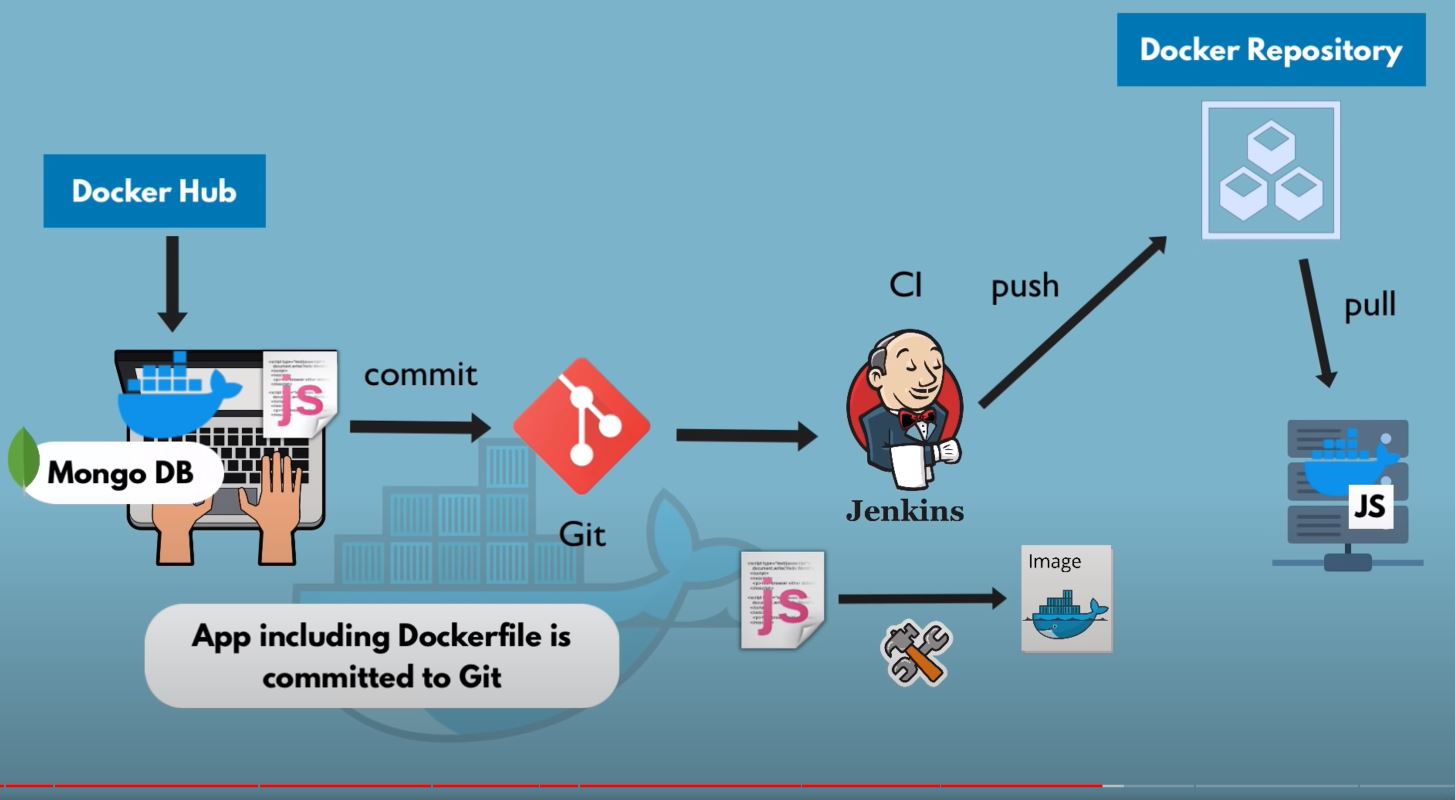 Docker Repository
Docker Hub
CI
push
pull
commit
js
Mongo DB
Git
Jenkins
JS
App including Dockerfile is
committed to Git
js
Image